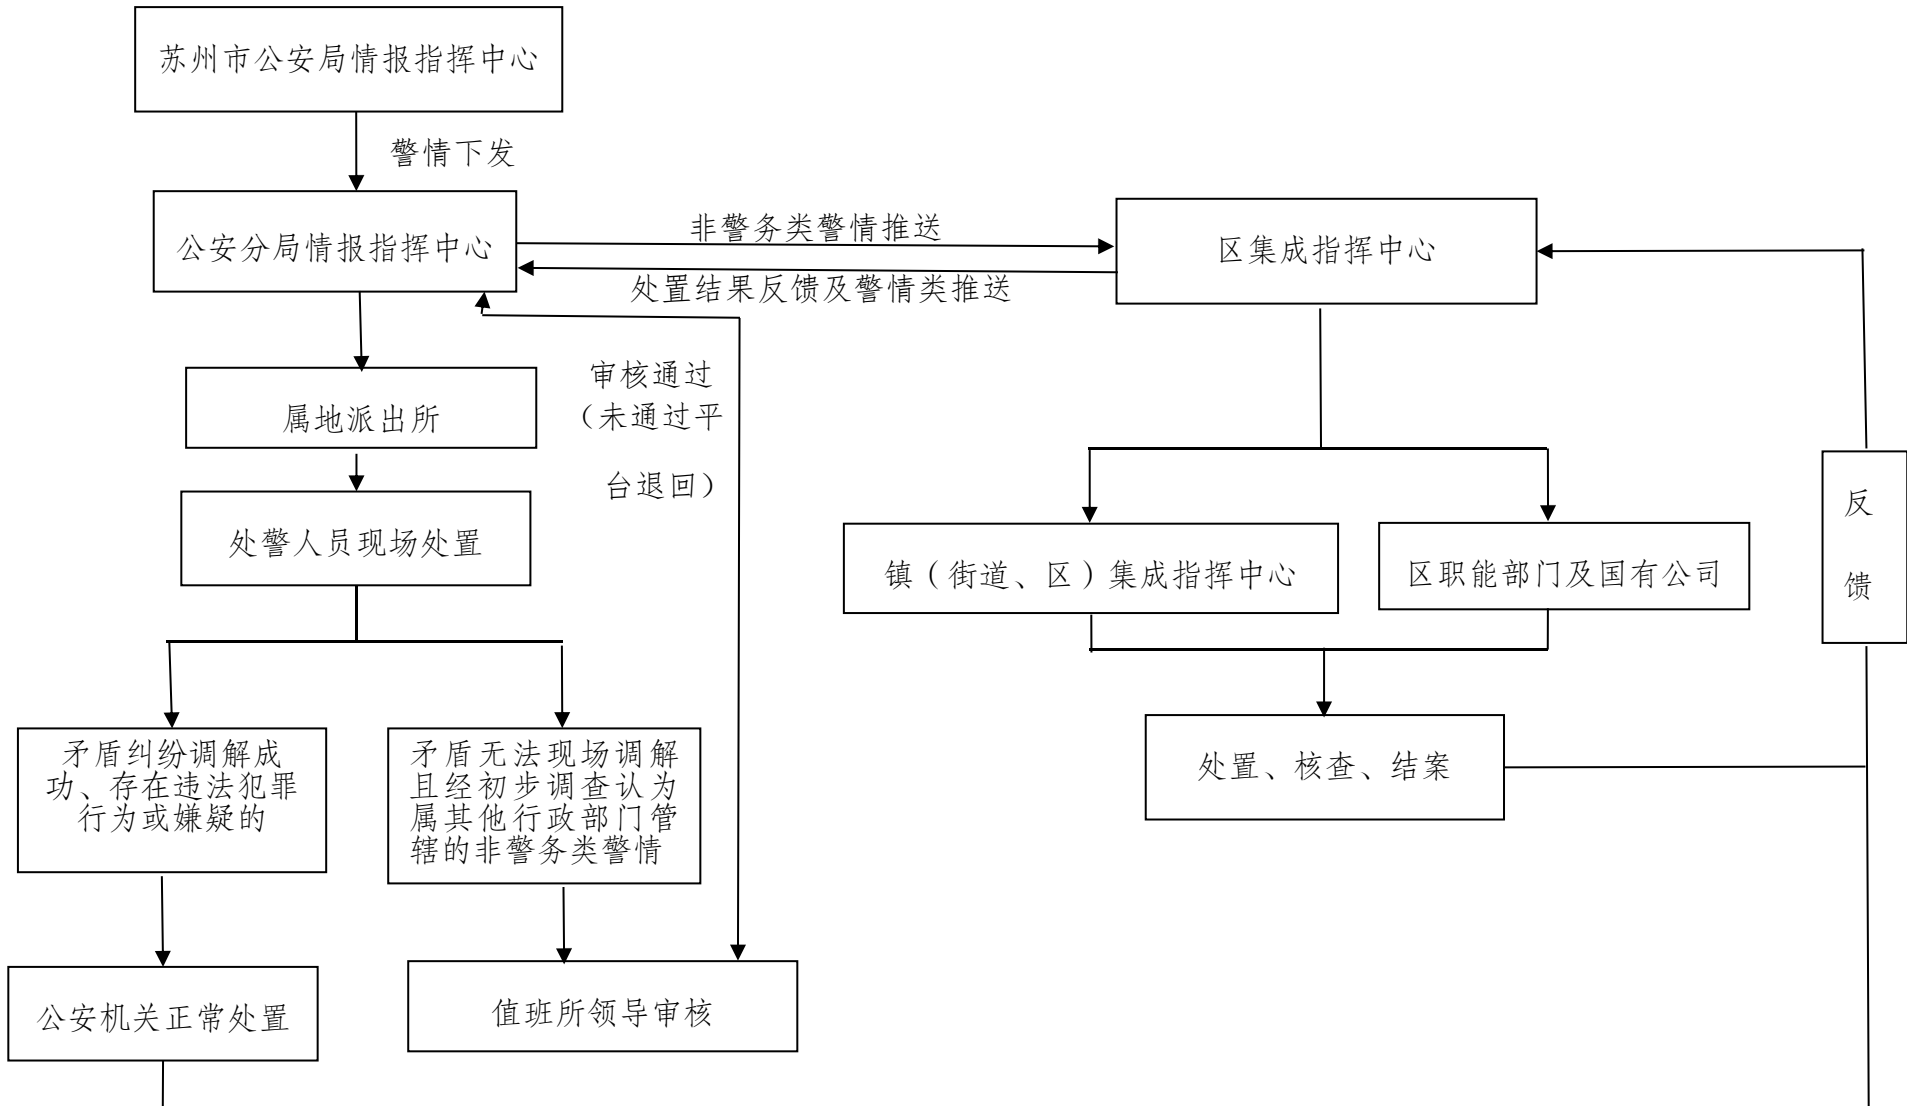 苏州市公安局情报指挥中心
警情下发
公安分局情报指挥中心
非警务类警情推送
处置结果反馈及警情类推送
区集成指挥中心
属地派出所
审核通过
（未通过平
台退回）
处警人员现场处置
镇（街道、区）集成指挥中心
区职能部门及国有公司
反
馈
矛盾纠纷调解成
功、存在违法犯罪
行为或嫌疑的
矛盾无法现场调解
且经初步调查认为
属其他行政部门管
辖的非警务类警情
处置、核查、结案
公安机关正常处置
值班所领导审核